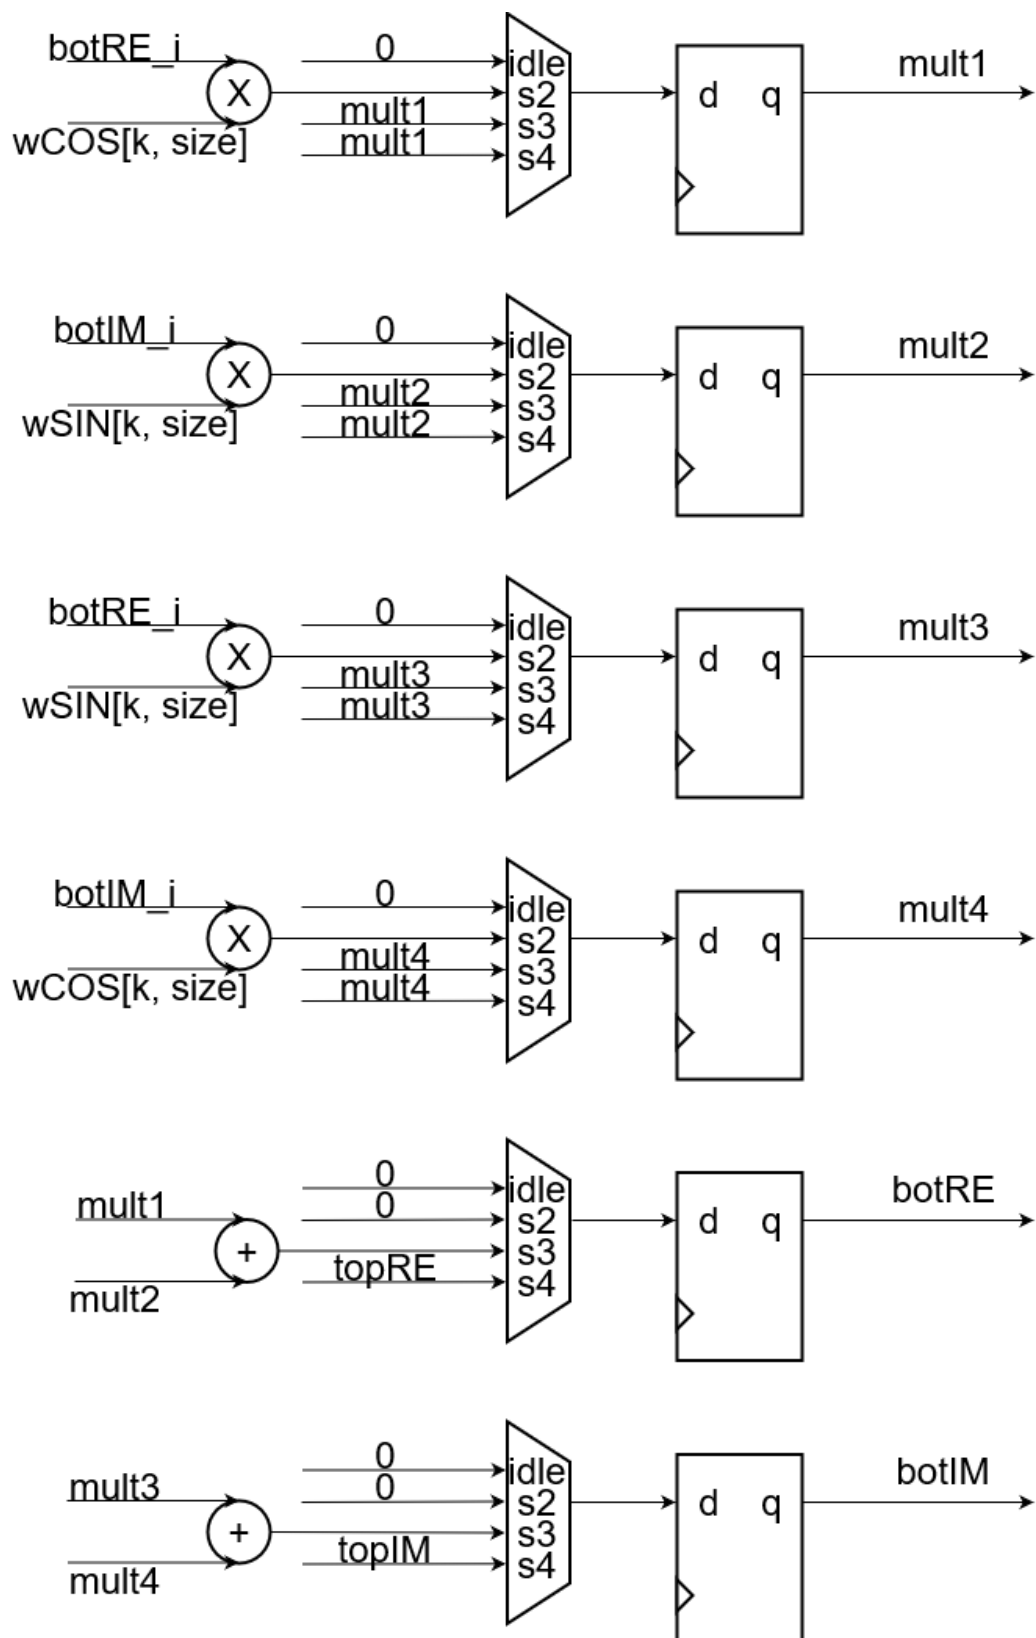 botRE_i
0
mult1
idle
X
s2
d q
mult1
s3
wCOS[k, size]
mult1
s4
botIM_i
0
mult2
idle
X
s2
d q
mult2
s3
wSIN[k, size]
mult2
s4
botRE_i
0
mult3
idle
X
s2
d q
mult3
s3
wSIN[k, size]
mult3
s4
botIM_i
0
mult4
idle
X
s2
d q
mult4
s3
wCOS[k, size]
mult4
s4
0
botRE
idle
mult1
0
s2
d q
+
s3
mult2
topRE
s4
0
botIM
idle
mult3
0
s2
d q
+
s3
mult4
topIM
s4